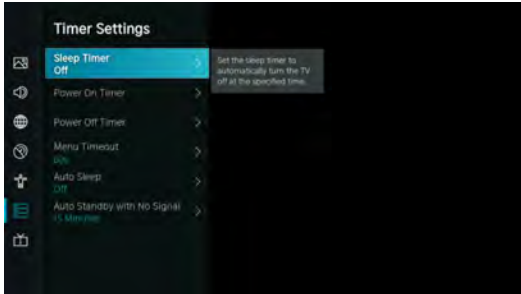 Timer Settings
Sleep Timer
Off
Set the sleep timer to
automatically turn the TV
off at the specified time.
Power On Timer
Power Off Timer
Menu Timeout
60s
Auto Sleep
Off
Auto Standby with No Signal
15 Minutes